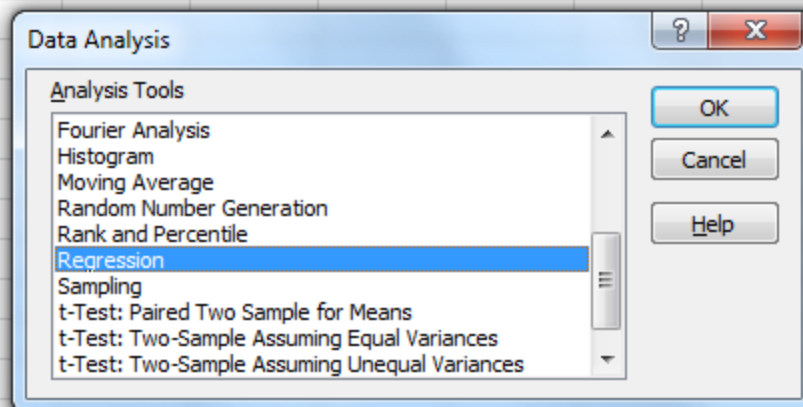 Data Analysis
?
X
Analysis Tools
Fourier Analysis
Histogram
Moving Average
Random Number Generation
Rank and Percentile
Regression
Sampling
t-Test: Paired Two Sample for Means
t-Test: Two-Sample Assuming Equal Variances
t-Test: Two-Sample Assuming Unequal Variances
OK
Cancel
Help